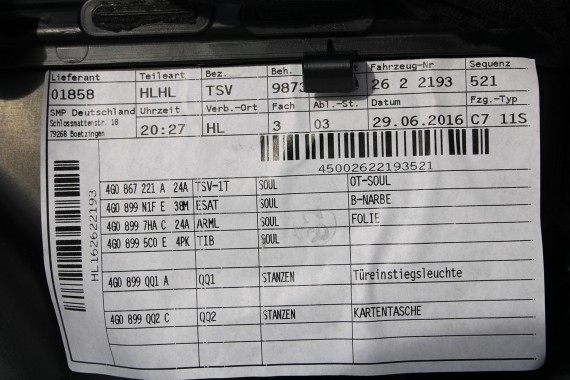 Lieferant Teileart Bez. Beh. Fahrzeug-Nr Sequenz
01858 HLHL TSV 9873 26 2 2193 521
SMP Deutschland Uhrzeit Verb.-Ort Fach Abl.-St. Datum Fzg.-Typ
Schlossmattenstr. 18
79268 Boetzingen 20:27 HL 3 03 29.06.2016 C7 11S
45002622193521
HL162622193
4G0 867 221 A 24A TSV-1T SOUL OT-SOUL
4G0 899 N1F E 38M ESAT SOUL B-NARBE
4G0 899 7HA C 24A ARML SOUL FOLIE
4G0 899 5C0 E 4PK TIB SOUL
4G0 899 QQ1 A QQ1 STANZEN Türeinstiegsleuchte
4G0 899 QQ2 C QQ2 STANZEN KARTENTASCHE